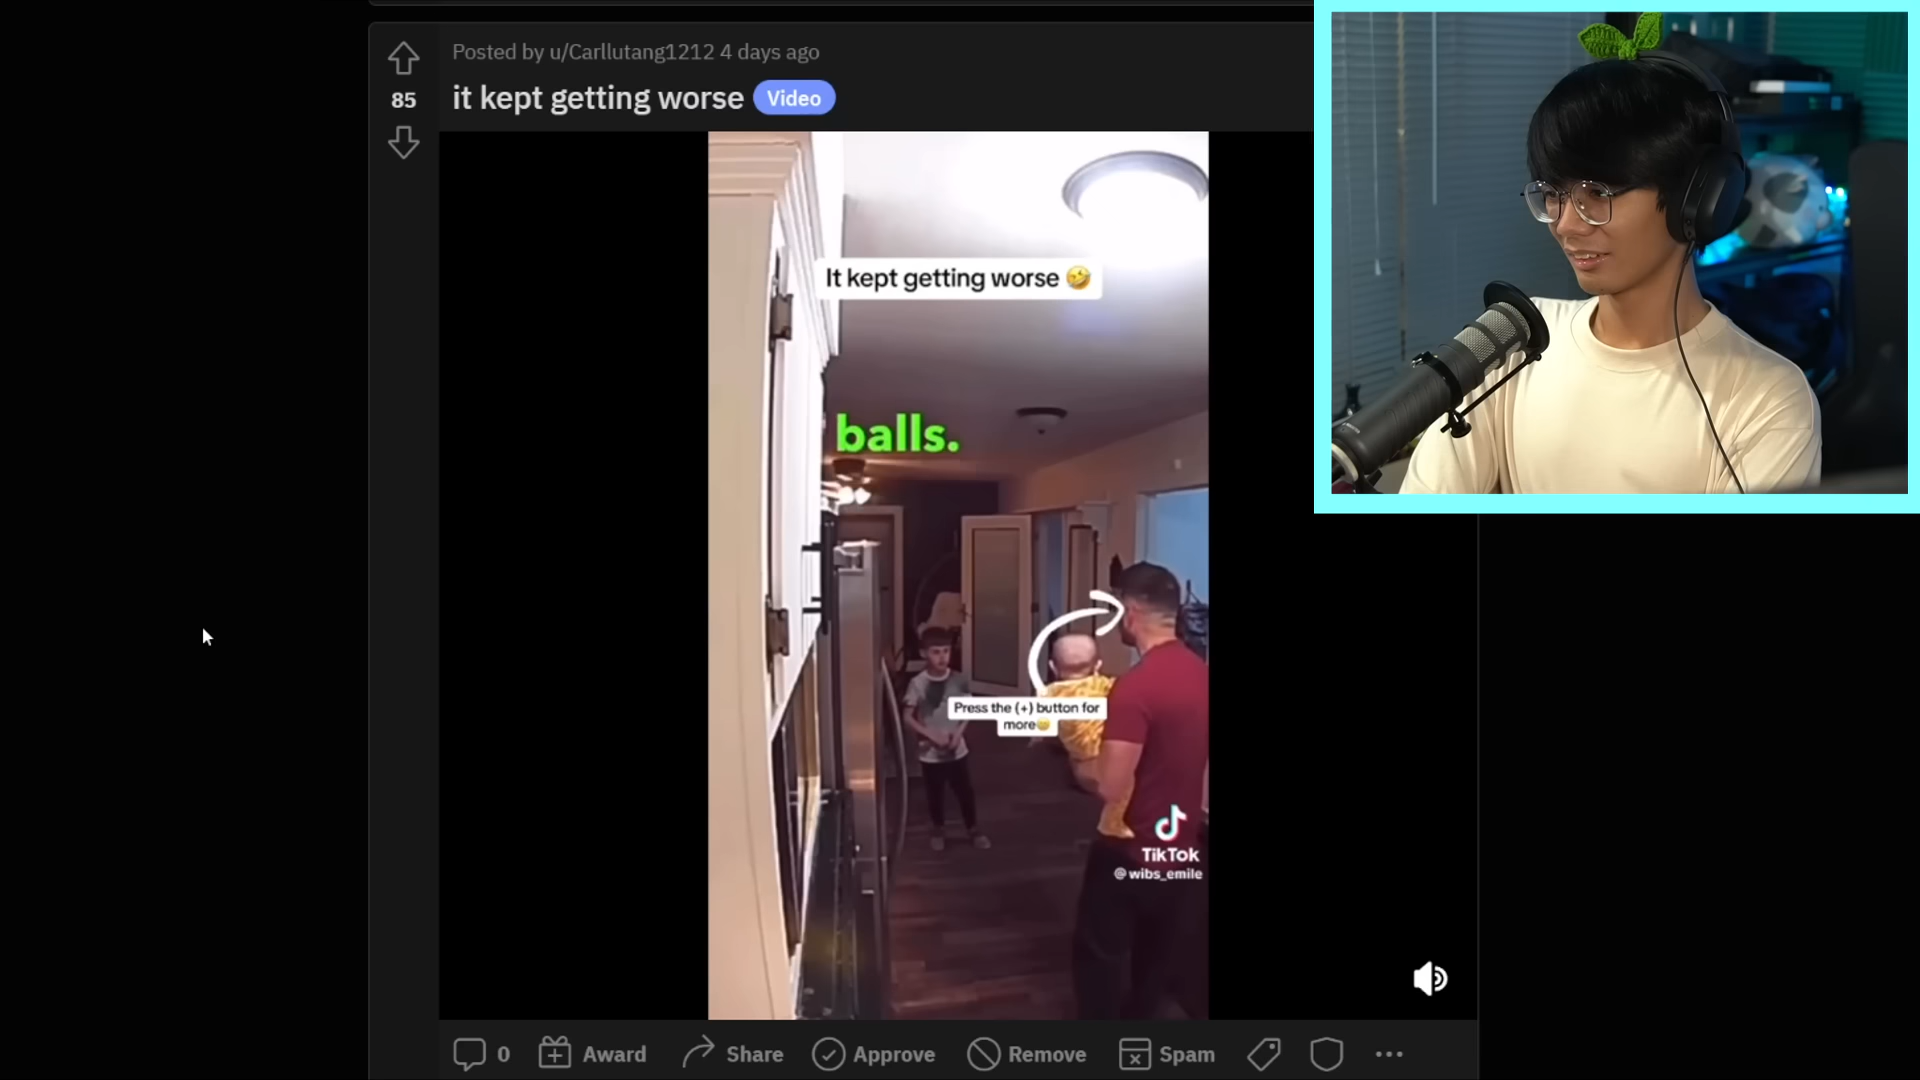 Posted by u/Carllutang1212 4 days ago
85
it kept getting worse Video
It kept getting worse 🤣
balls.
Press the (+) button for
more😄
TikTok
@wibs_emile
0 Award Share Approve Remove Spam